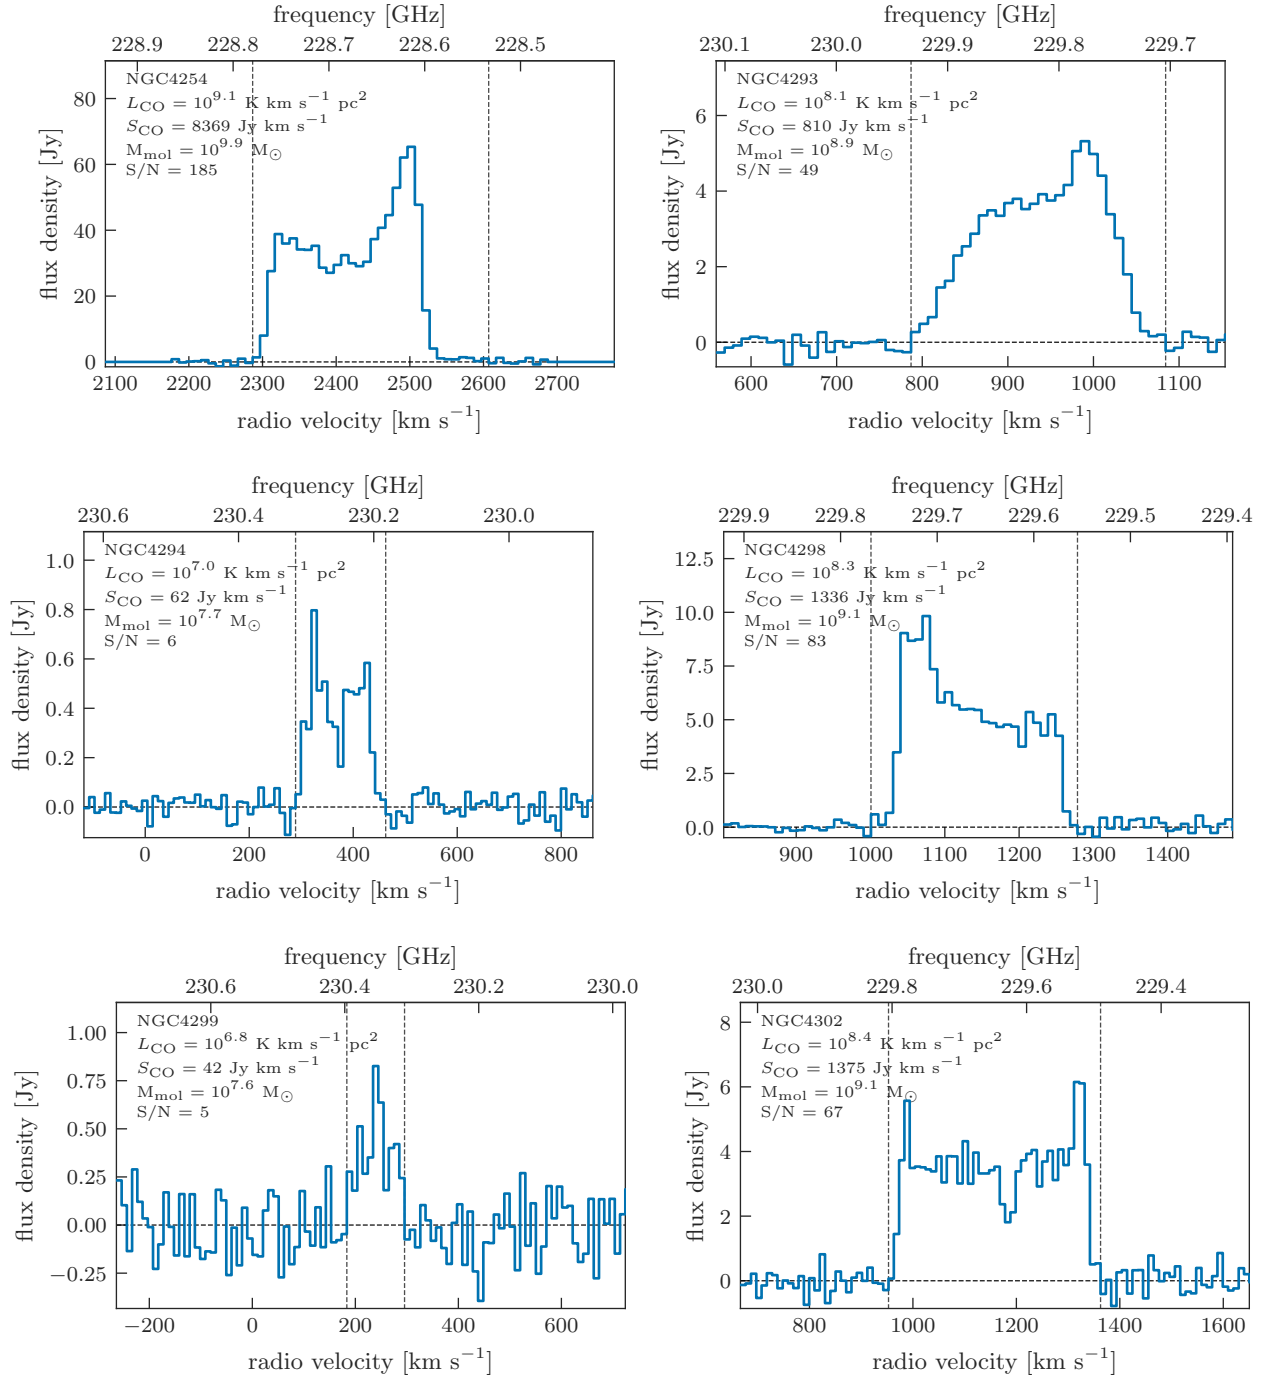 frequency [GHz]
228.9 228.8 228.7 228.6 228.5
NGC4254
L_CO = 10^9.1 K km s^−1 pc^2
S_CO = 8369 Jy km s^−1
M_mol = 10^9.9 M_⊙
S/N = 185
flux density [Jy]
80
60
40
20
0
2100 2200 2300 2400 2500 2600 2700
radio velocity [km s^−1]
frequency [GHz]
230.1 230.0 229.9 229.8 229.7
NGC4293
L_CO = 10^8.1 K km s^−1 pc^2
S_CO = 810 Jy km s^−1
M_mol = 10^8.9 M_⊙
S/N = 49
flux density [Jy]
6
4
2
0
600 700 800 900 1000 1100
radio velocity [km s^−1]
frequency [GHz]
230.6 230.4 230.2 230.0
NGC4294
L_CO = 10^7.0 K km s^−1 pc^2
S_CO = 62 Jy km s^−1
M_mol = 10^7.7 M_⊙
S/N = 6
flux density [Jy]
1.0
0.8
0.6
0.4
0.2
0.0
0 200 400 600 800
radio velocity [km s^−1]
frequency [GHz]
229.9 229.8 229.7 229.6 229.5 229.4
NGC4298
L_CO = 10^8.3 K km s^−1 pc^2
S_CO = 1336 Jy km s^−1
M_mol = 10^9.1 M_⊙
S/N = 83
flux density [Jy]
12.5
10.0
7.5
5.0
2.5
0.0
900 1000 1100 1200 1300 1400
radio velocity [km s^−1]
frequency [GHz]
230.6 230.4 230.2 230.0
NGC4299
L_CO = 10^6.8 K km s^−1 pc^2
S_CO = 42 Jy km s^−1
M_mol = 10^7.6 M_⊙
S/N = 5
flux density [Jy]
1.00
0.75
0.50
0.25
0.00
−0.25
−200 0 200 400 600
radio velocity [km s^−1]
frequency [GHz]
230.0 229.8 229.6 229.4
NGC4302
L_CO = 10^8.4 K km s^−1 pc^2
S_CO = 1375 Jy km s^−1
M_mol = 10^9.1 M_⊙
S/N = 67
flux density [Jy]
8
6
4
2
0
800 1000 1200 1400 1600
radio velocity [km s^−1]